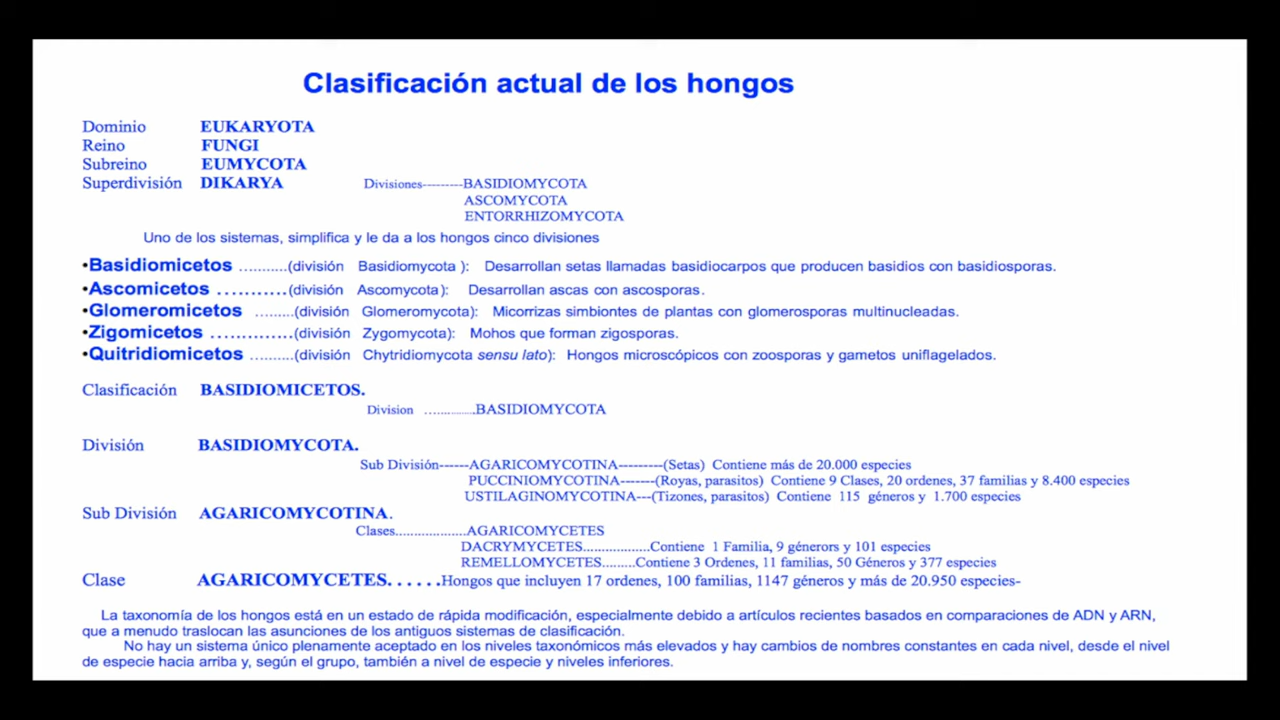 Clasificación actual de los hongos
Dominio EUKARYOTA
Reino FUNGI
Subreino EUMYCOTA
Superdivisión DIKARYA Divisiones---------BASIDIOMYCOTA
ASCOMYCOTA
ENTORRHIZOMYCOTA
Uno de los sistemas, simplifica y le da a los hongos cinco divisiones
•Basidiomicetos ..........(división Basidiomycota ): Desarrollan setas llamadas basidiocarpos que producen basidios con basidiosporas.
•Ascomicetos ..........(división Ascomycota): Desarrollan ascas con ascosporas.
•Glomeromicetos ........(división Glomeromycota): Micorrizas simbiontes de plantas con glomerosporas multinucleadas.
•Zigomicetos ............(división Zygomycota): Mohos que forman zigosporas.
•Quitridiomicetos .........(división Chytridiomycota sensu lato): Hongos microscópicos con zoosporas y gametos uniflagelados.
Clasificación BASIDIOMICETOS.
Division ..............BASIDIOMYCOTA
División BASIDIOMYCOTA.
Sub División------AGARICOMYCOTINA---------(Setas) Contiene más de 20.000 especies
PUCCINIOMYCOTINA-------(Royas, parasitos) Contiene 9 Clases, 20 ordenes, 37 familias y 8.400 especies
USTILAGINOMYCOTINA---(Tizones, parasitos) Contiene 115 géneros y 1.700 especies
Sub División AGARICOMYCOTINA.
Clases...................AGARICOMYCETES
DACRYMYCETES..................Contiene 1 Familia, 9 génerors y 101 especies
REMELLOMYCETES.........Contiene 3 Ordenes, 11 familias, 50 Géneros y 377 especies
Clase AGARICOMYCETES. . . . . .Hongos que incluyen 17 ordenes, 100 familias, 1147 géneros y más de 20.950 especies-
La taxonomía de los hongos está en un estado de rápida modificación, especialmente debido a artículos recientes basados en comparaciones de ADN y ARN,
que a menudo traslocan las asunciones de los antiguos sistemas de clasificación.
No hay un sistema único plenamente aceptado en los niveles taxonómicos más elevados y hay cambios de nombres constantes en cada nivel, desde el nivel
de especie hacia arriba y, según el grupo, también a nivel de especie y niveles inferiores.